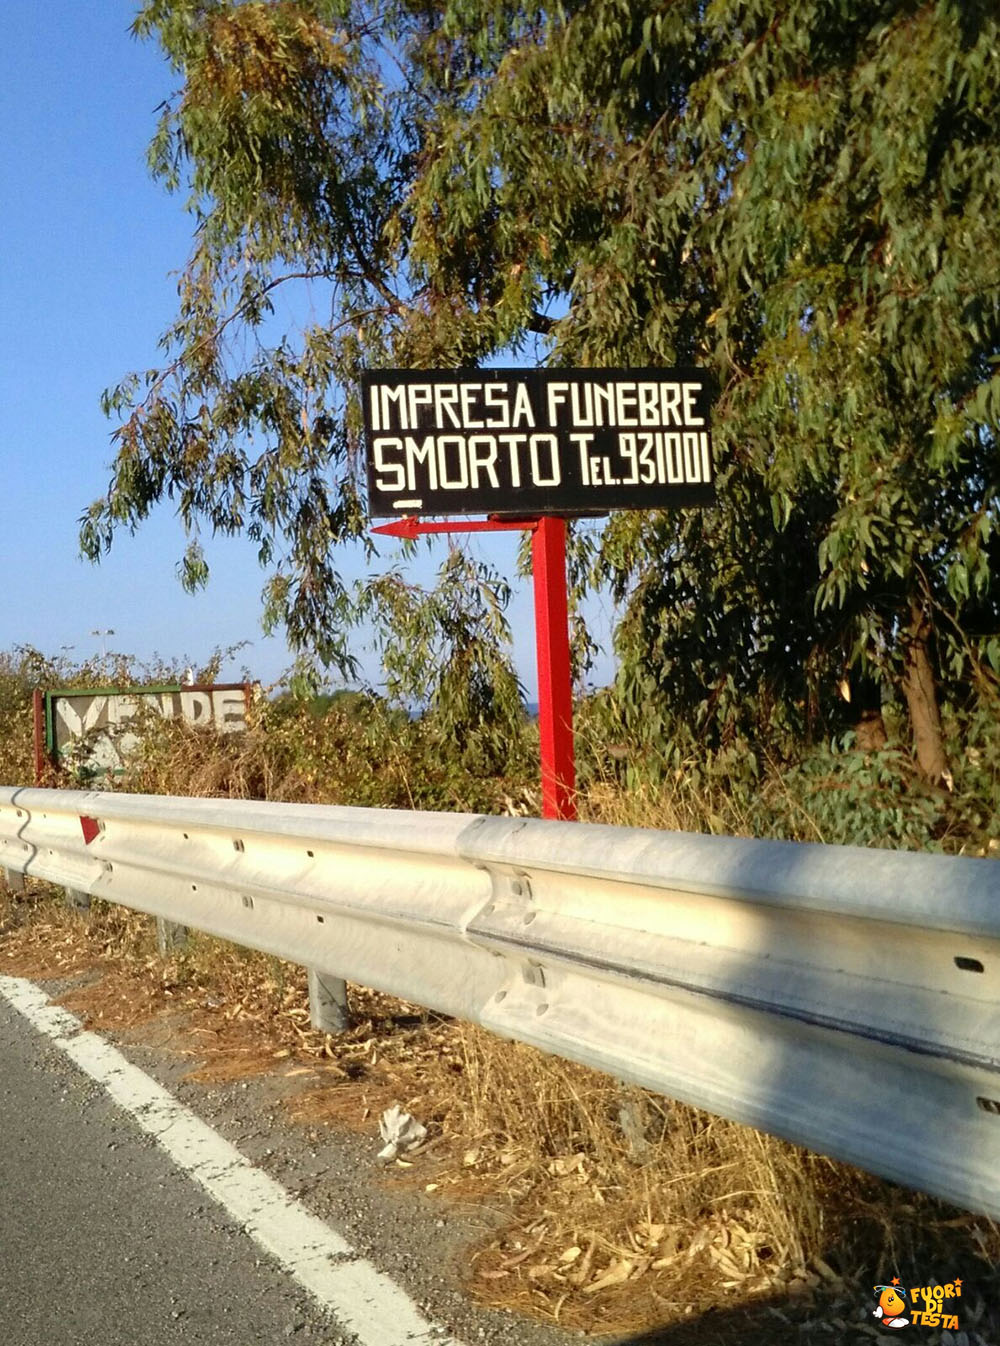 IMPRESA FUNEBRE
SMORTO TEL. 931001
VENDE
FUORI
DI
TESTA